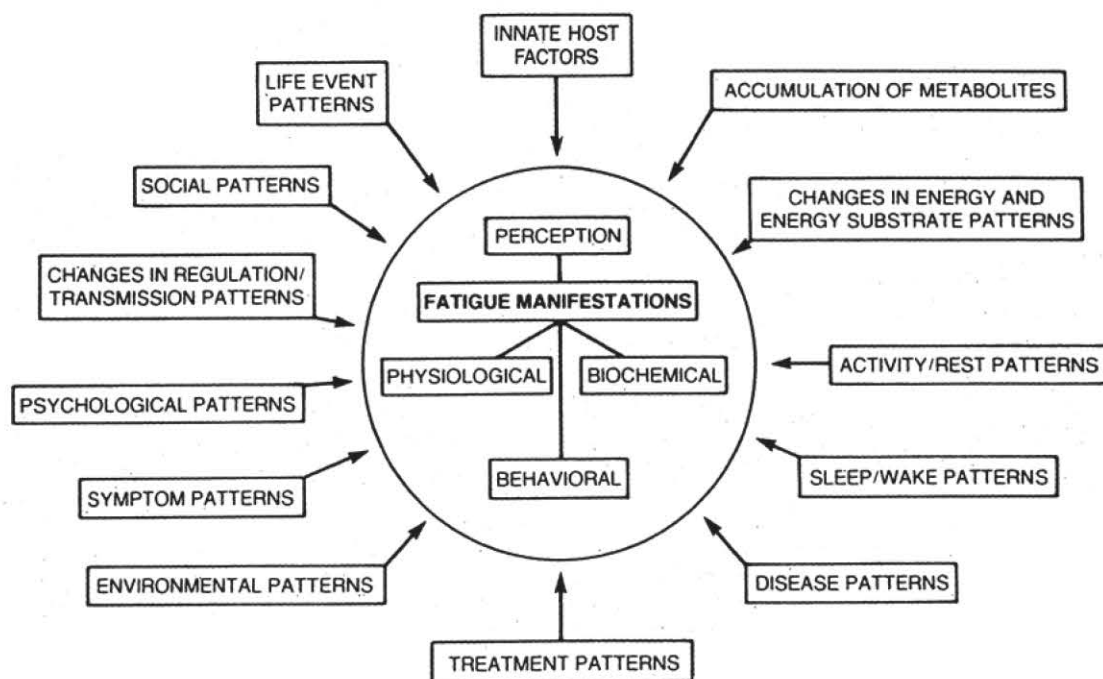 INNATE HOST
FACTORS
LIFE EVENT
PATTERNS
ACCUMULATION OF METABOLITES
SOCIAL PATTERNS
CHANGES IN ENERGY AND
ENERGY SUBSTRATE PATTERNS
PERCEPTION
CHANGES IN REGULATION/
TRANSMISSION PATTERNS
FATIGUE MANIFESTATIONS
PHYSIOLOGICAL
BIOCHEMICAL
ACTIVITY/REST PATTERNS
PSYCHOLOGICAL PATTERNS
BEHAVIORAL
SLEEP/WAKE PATTERNS
SYMPTOM PATTERNS
ENVIRONMENTAL PATTERNS
DISEASE PATTERNS
TREATMENT PATTERNS